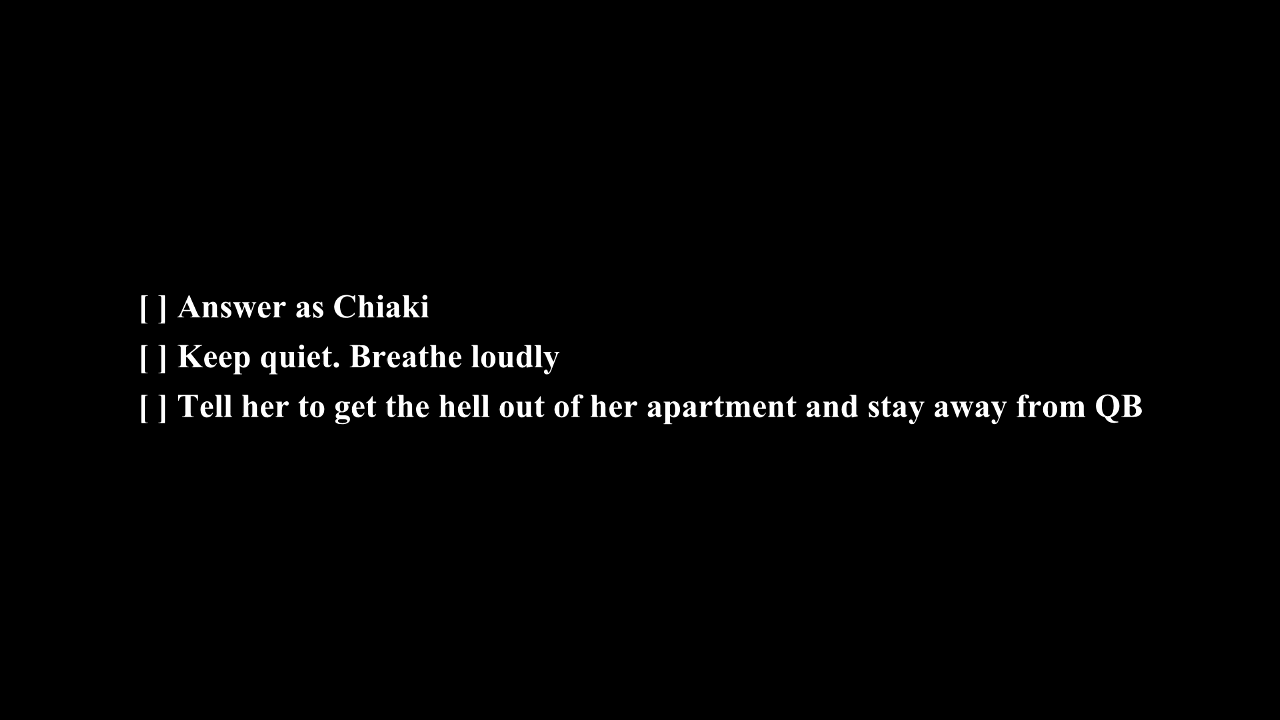 [ ] Answer as Chiaki
[ ] Keep quiet. Breathe loudly
[ ] Tell her to get the hell out of her apartment and stay away from QB